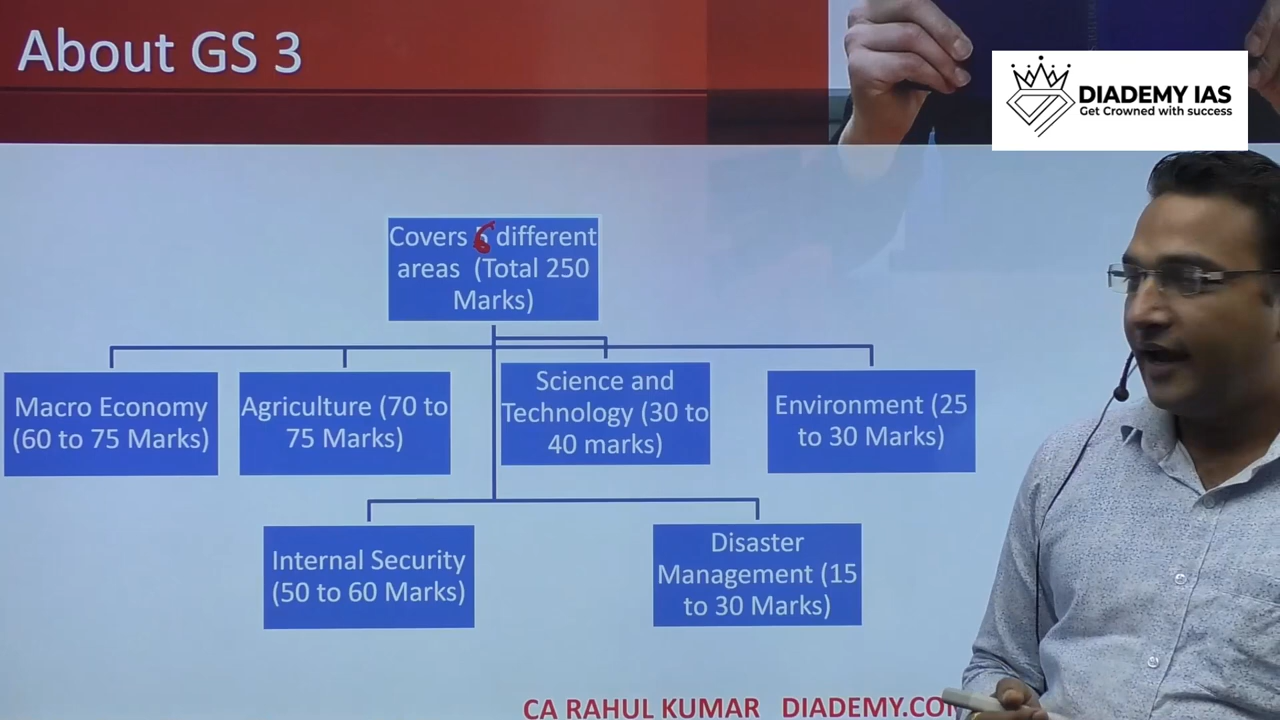 About GS 3
DIADEMY IAS
Get Crowned with success
Covers 6 different
areas (Total 250
Marks)
Macro Economy
(60 to 75 Marks)
Agriculture (70 to
75 Marks)
Science and
Technology (30 to
40 marks)
Environment (25
to 30 Marks)
Internal Security
(50 to 60 Marks)
Disaster
Management (15
to 30 Marks)
CA RAHUL KUMAR DIADEMY.COM